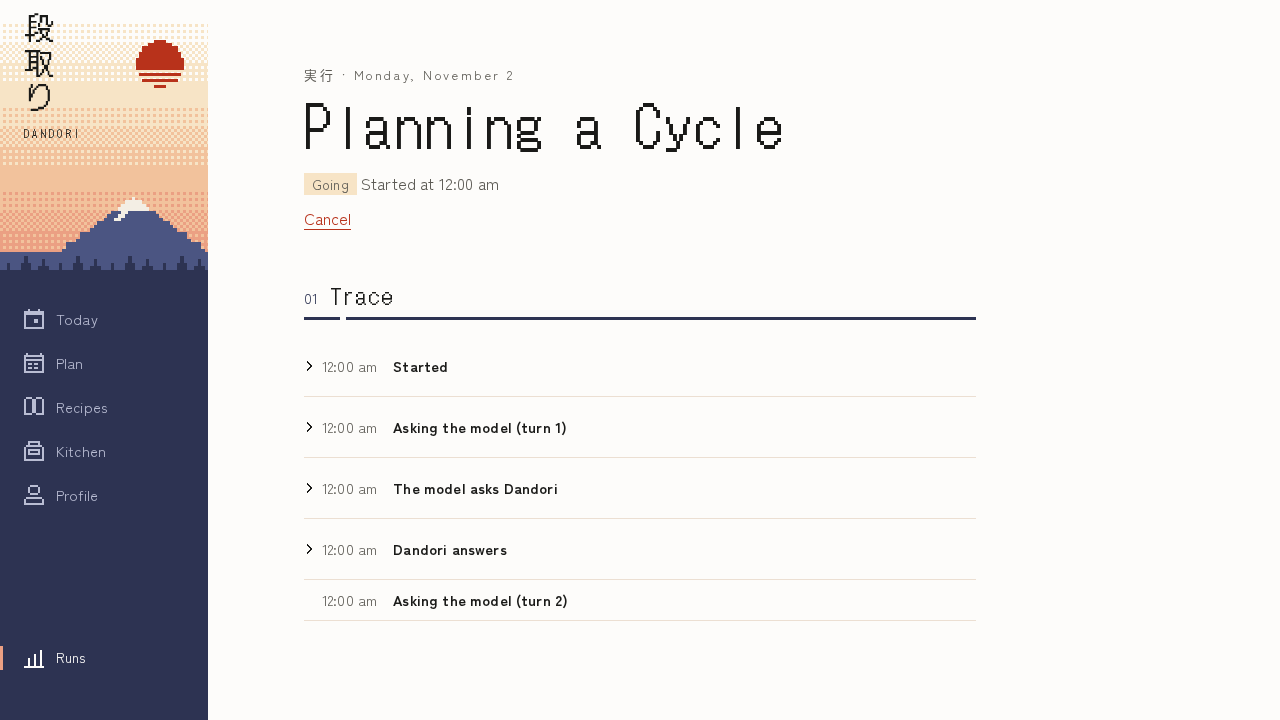 段取り
DANDORI
Today
Plan
Recipes
Kitchen
Profile
Runs
実行 · Monday, November 2
Planning a Cycle
Going Started at 12:00 am
Cancel
01 Trace
12:00 am Started
12:00 am Asking the model (turn 1)
12:00 am The model asks Dandori
12:00 am Dandori answers
12:00 am Asking the model (turn 2)